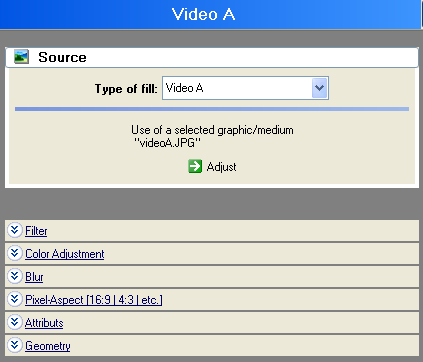 Video A
Source
Type of fill: Video A
Use of a selected graphic/medium
"videoA.JPG"
Adjust
Filter
Color Adjustment
Blur
Pixel-Aspect [16:9 | 4:3 | etc.]
Attributs
Geometry